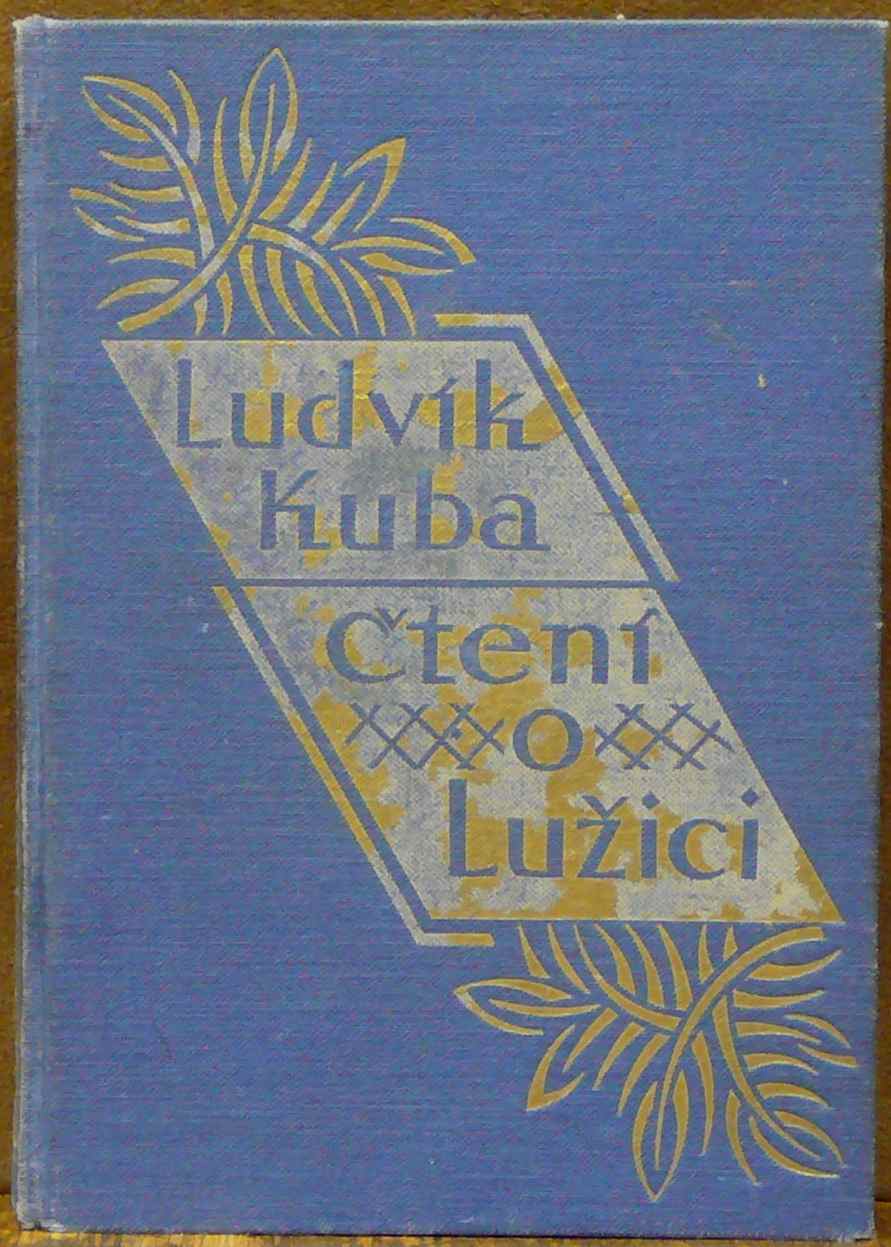 Ludvík
Kuba
Čtení
o
Lužici